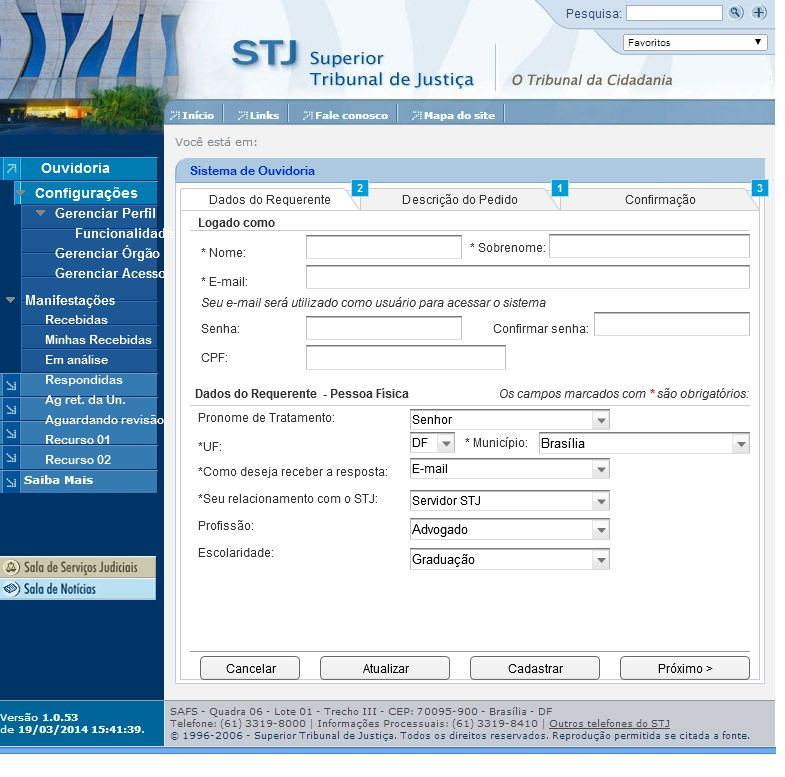 Pesquisa:
Favoritos
STJ Superior
Tribunal de Justiça
O Tribunal da Cidadania
Início
Links
Fale conosco
Mapa do site
Você está em:
Ouvidoria
Configurações
Gerenciar Perfil
Funcionalidade
Gerenciar Órgão
Gerenciar Acesso
Manifestações
Recebidas
Minhas Recebidas
Em análise
Respondidas
Ag ret. da Un.
Aguardando revisão
Recurso 01
Recurso 02
Saiba Mais
Sala de Serviços Judiciais
Sala de Notícias
Versão 1.0.53
de 19/03/2014 15:41:39.
Sistema de Ouvidoria
Dados do Requerente 2 Descrição do Pedido 1 Confirmação 3
Logado como
* Nome: * Sobrenome:
* E-mail:
Seu e-mail será utilizado como usuário para acessar o sistema
Senha: Confirmar senha:
CPF:
Dados do Requerente - Pessoa Física Os campos marcados com * são obrigatórios:
Pronome de Tratamento: Senhor
*UF: DF * Município: Brasília
*Como deseja receber a resposta: E-mail
*Seu relacionamento com o STJ: Servidor STJ
Profissão: Advogado
Escolaridade: Graduação
Cancelar Atualizar Cadastrar Próximo >
SAFS - Quadra 06 - Lote 01 - Trecho III - CEP: 70095-900 - Brasília - DF
Telefone: (61) 3319-8000 | Informações Processuais: (61) 3319-8410 | Outros telefones do STJ
© 1996-2006 - Superior Tribunal de Justiça. Todos os direitos reservados. Reprodução permitida se citada a fonte.